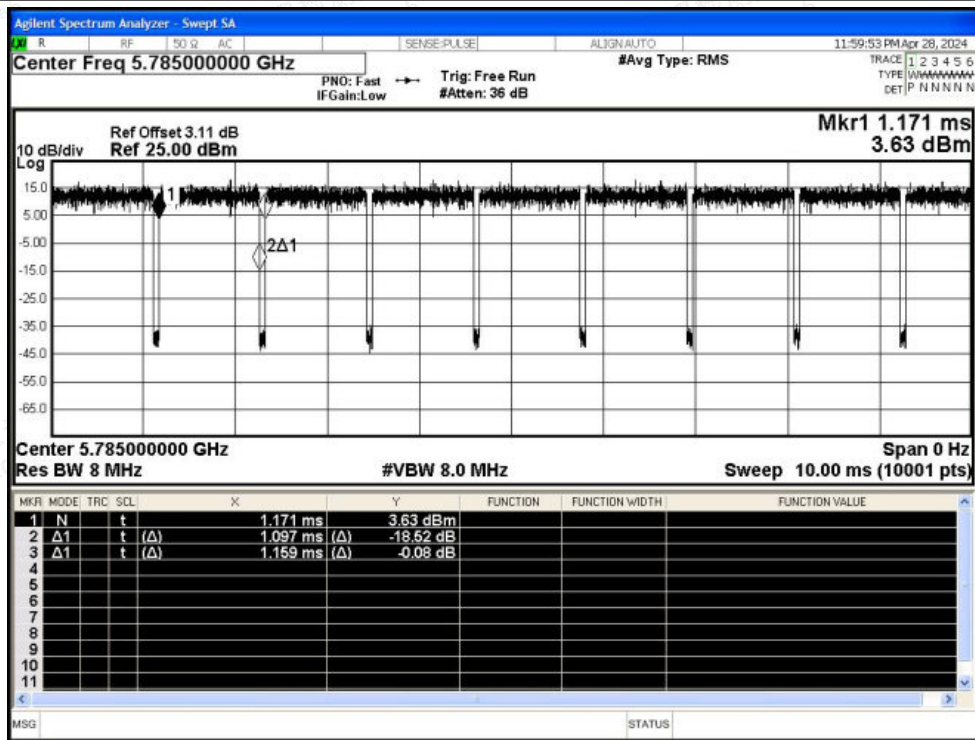 Agilent Spectrum Analyzer - Swept SA
LXI R RF 50 Ω AC SENSE:PULSE ALIGNAUTO 11:59:53 PM Apr 28, 2024
Center Freq 5.785000000 GHz #Avg Type: RMS TRACE 1 2 3 4 5 6
PNO: Fast Trig: Free Run TYPE WWWWWW
IFGain:Low #Atten: 36 dB DET P N N N N N
Mkr1 1.171 ms
Ref Offset 3.11 dB
10 dB/div Ref 25.00 dBm 3.63 dBm
Log
15.0
1
5.00
-5.00
2Δ1
-15.0
-25.0
-35.0
-45.0
-55.0
-65.0
Center 5.785000000 GHz Span 0 Hz
Res BW 8 MHz #VBW 8.0 MHz Sweep 10.00 ms (10001 pts)
MKR MODE TRC SCL X Y FUNCTION FUNCTION WIDTH FUNCTION VALUE
1 N t 1.171 ms 3.63 dBm
2 Δ1 t (Δ) 1.097 ms (Δ) -18.52 dB
3 Δ1 t (Δ) 1.159 ms (Δ) -0.08 dB
4
5
6
7
8
9
10
11
MSG STATUS